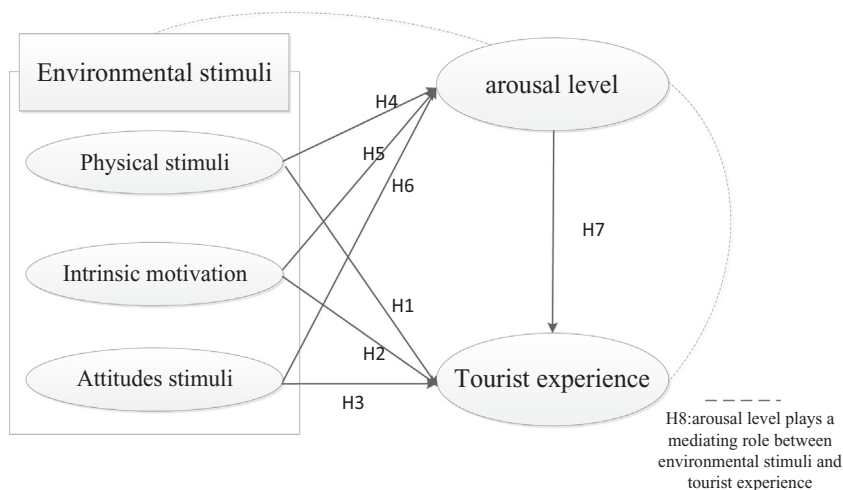 Environmental stimuli
arousal level
H4
Physical stimuli
H5
H6
H7
Intrinsic motivation
H1
H2
Attitudes stimuli
Tourist experience
H3
H8:arousal level plays a
mediating role between
environmental stimuli and
tourist experience